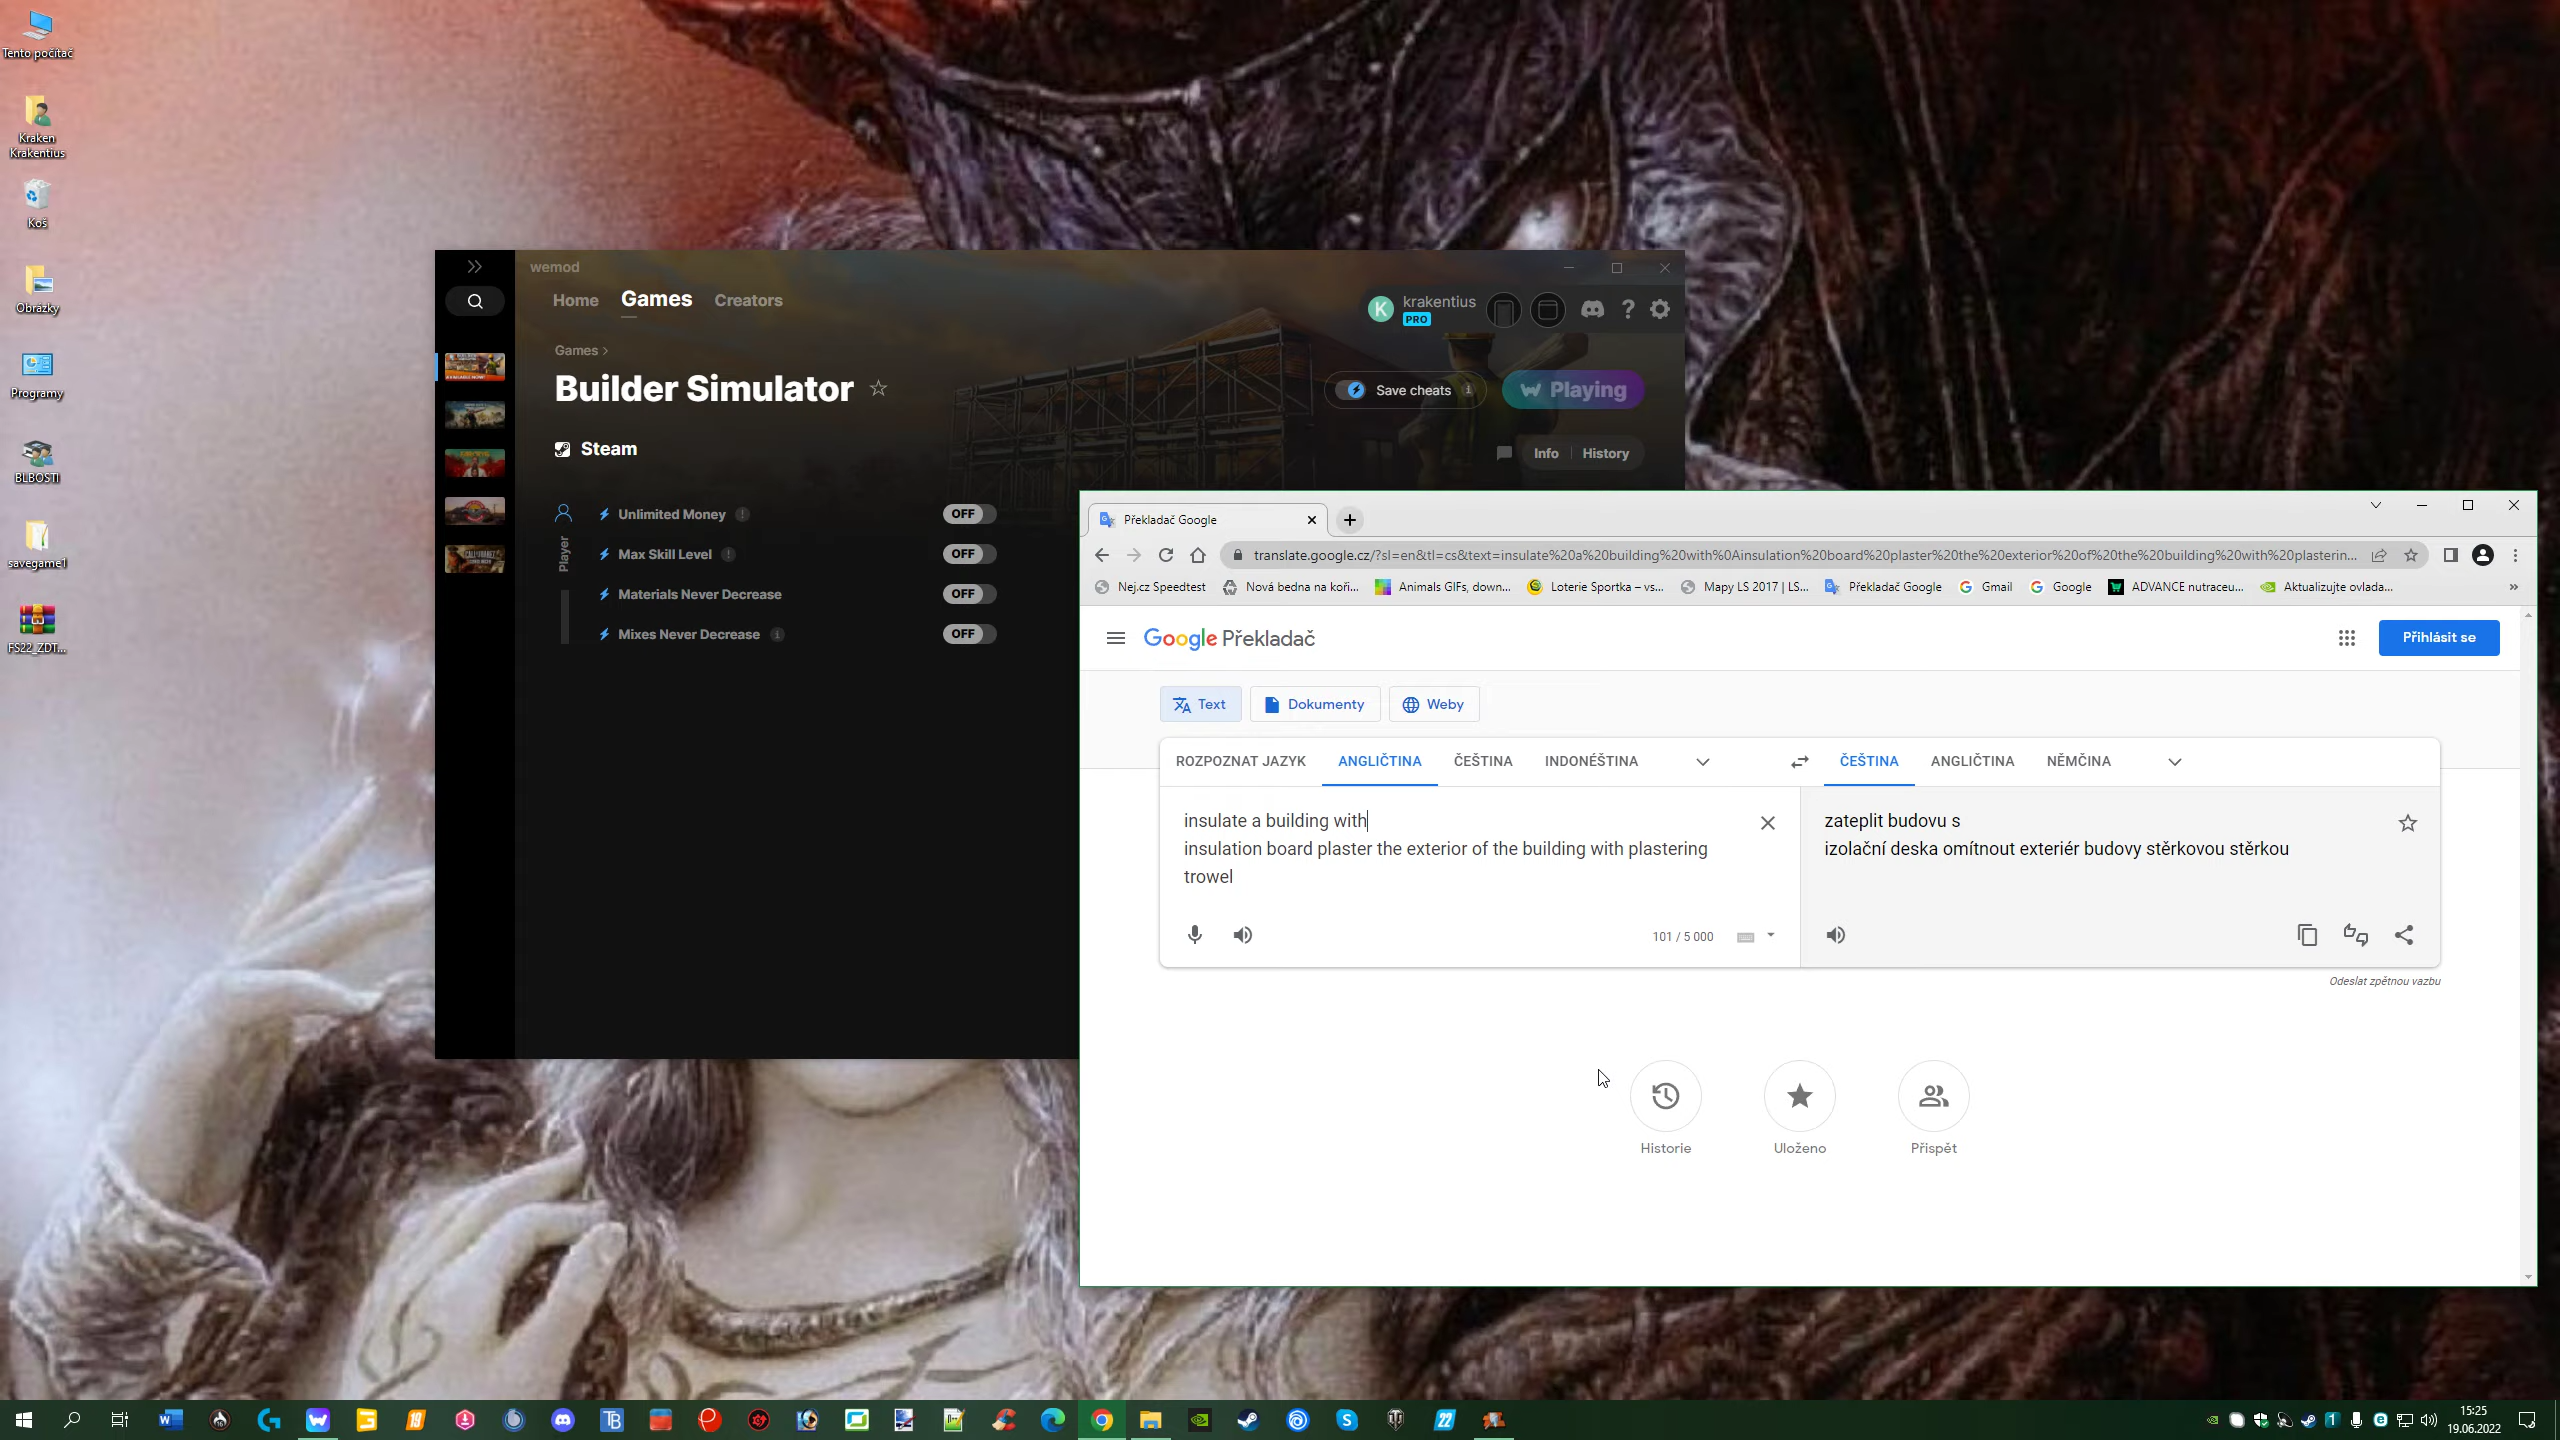 Tento počítač
Kraken
Krakentius
Koš
Obrázky
Programy
BLBOSTI
savegame1
FS22_ZDT...
wemod
Home Games Creators
K krakentius
PRO
Games >
Builder Simulator
Save cheats
Playing
Steam
Info History
Player
Unlimited Money OFF
Max Skill Level OFF
Materials Never Decrease OFF
Mixes Never Decrease OFF
Překladač Google
translate.google.cz/?sl=en&tl=cs&text=insulate%20a%20building%20with%0Ainsulation%20board%20plaster%20the%20exterior%20of%20the%20building%20with%20plasterin...
Nej.cz Speedtest Nová bedna na koři... Animals GIFs, down... Loterie Sportka – vs... Mapy LS 2017 | LS... Překladač Google Gmail Google ADVANCE nutraceu... Aktualizujte ovlada... »
Google Překladač
Přihlásit se
Text Dokumenty Weby
ROZPOZNAT JAZYK ANGLIČTINA ČEŠTINA INDONÉŠTINA ČEŠTINA ANGLIČTINA NĚMČINA
insulate a building with
insulation board plaster the exterior of the building with plastering
trowel
101 / 5 000
zateplit budovu s
izolační deska omítnout exteriér budovy stěrkovou stěrkou
Odeslat zpětnou vazbu
Historie Uloženo Přispět
15:25
19.06.2022